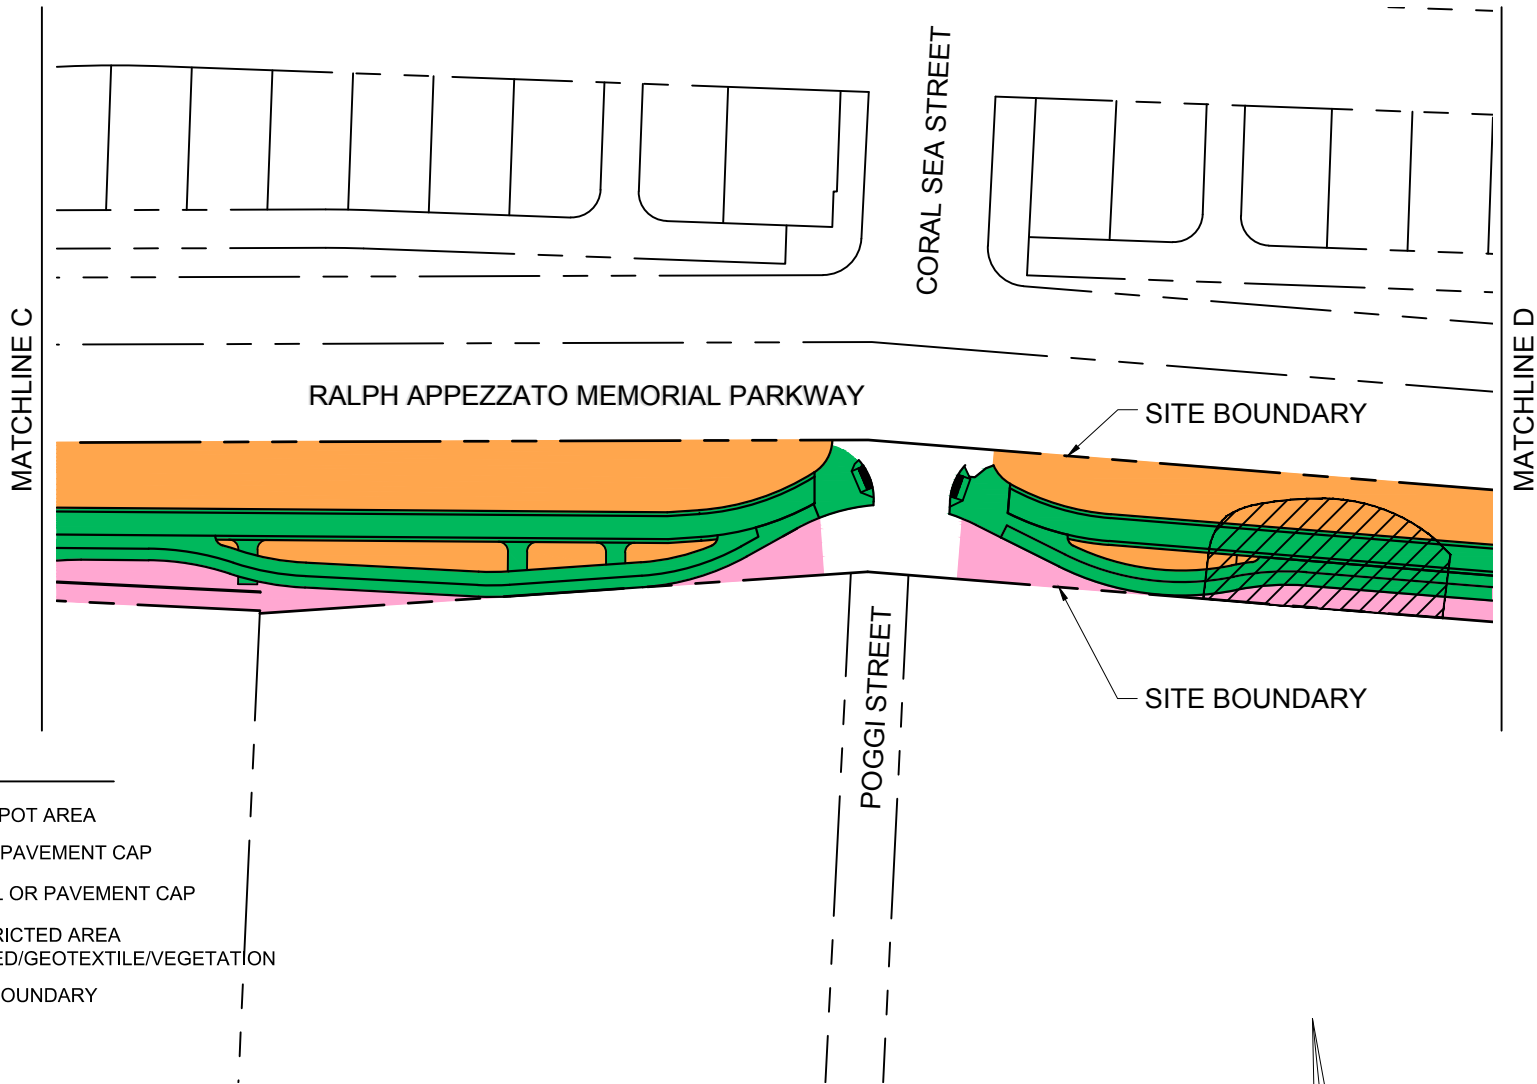 CORAL SEA STREET
MATCHLINE C
MATCHLINE D
RALPH APPEZZATO MEMORIAL PARKWAY
SITE BOUNDARY
SITE BOUNDARY
POGGI STREET
POT AREA
PAVEMENT CAP
L OR PAVEMENT CAP
RICTED AREA
ED/GEOTEXTILE/VEGETATION
OUNDARY